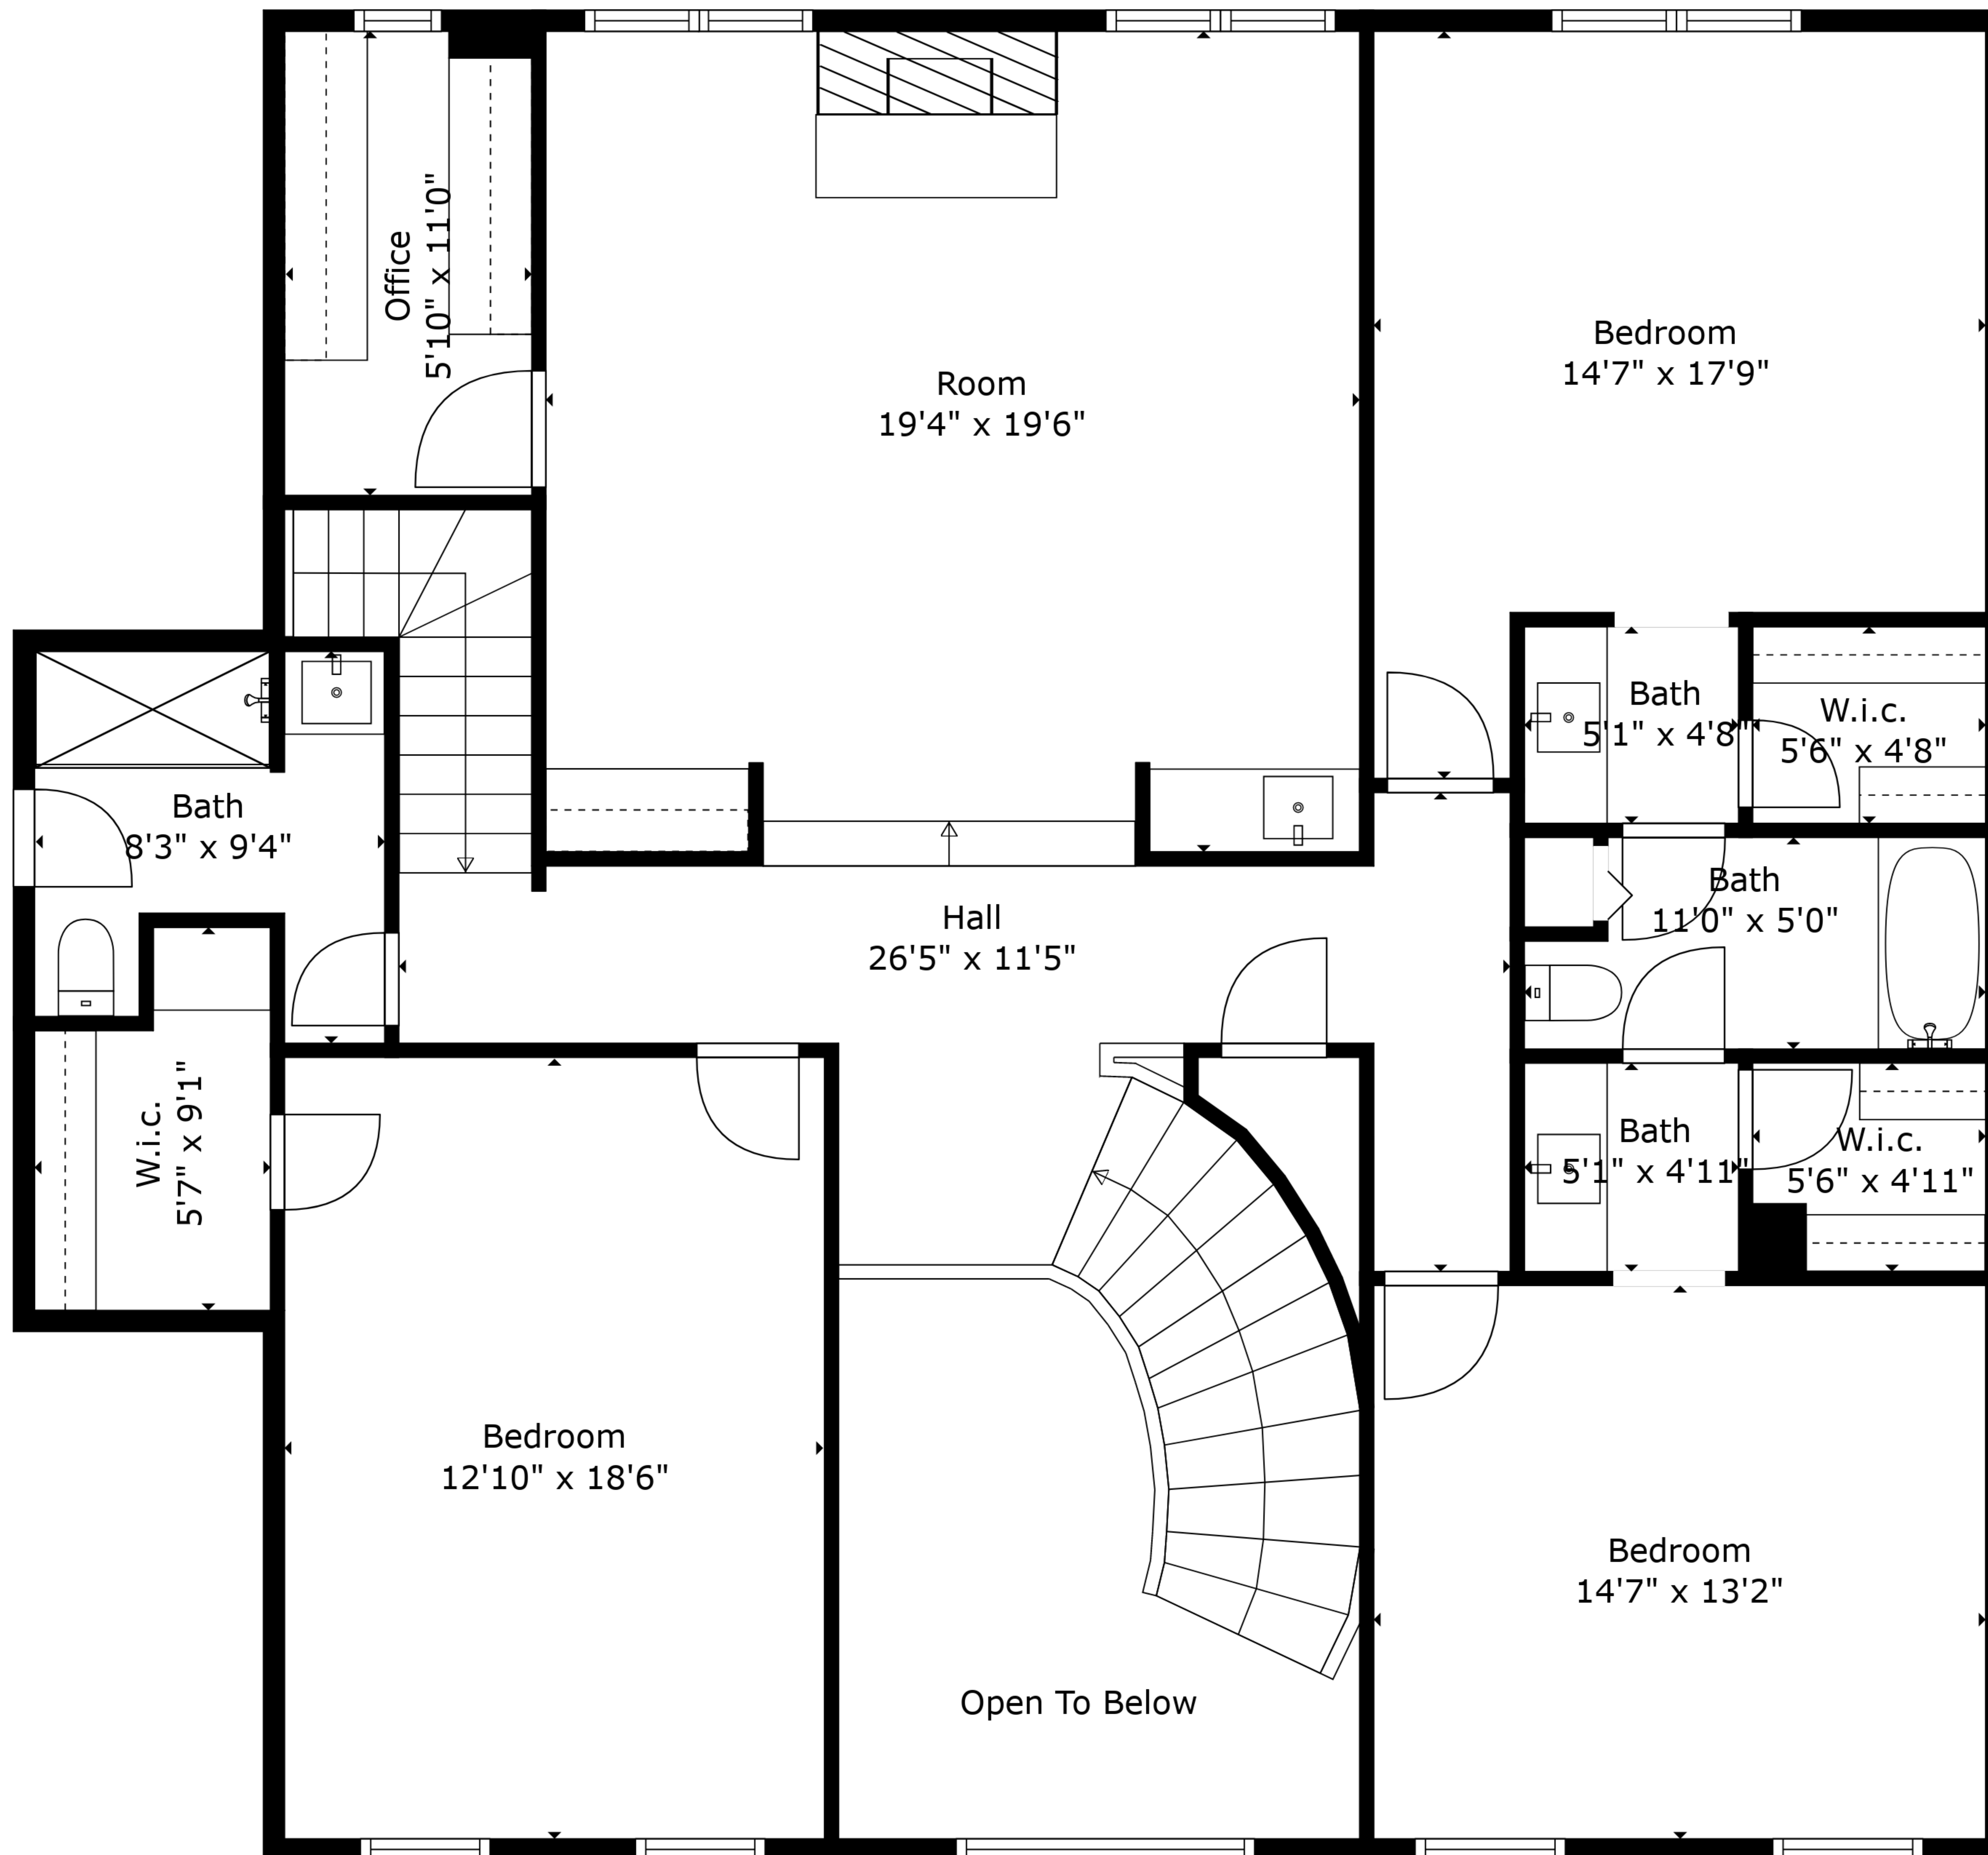 Office
5'10" x 11'0"
Room
19'4" x 19'6"
Bedroom
14'7" x 17'9"
Bath
5'1" x 4'8"
W.i.c.
5'6" x 4'8"
Bath
8'3" x 9'4"
Hall
26'5" x 11'5"
Bath
11'0" x 5'0"
W.i.c.
5'7" x 9'1"
Bath
5'1" x 4'11"
W.i.c.
5'6" x 4'11"
Bedroom
12'10" x 18'6"
Bedroom
14'7" x 13'2"
Open To Below